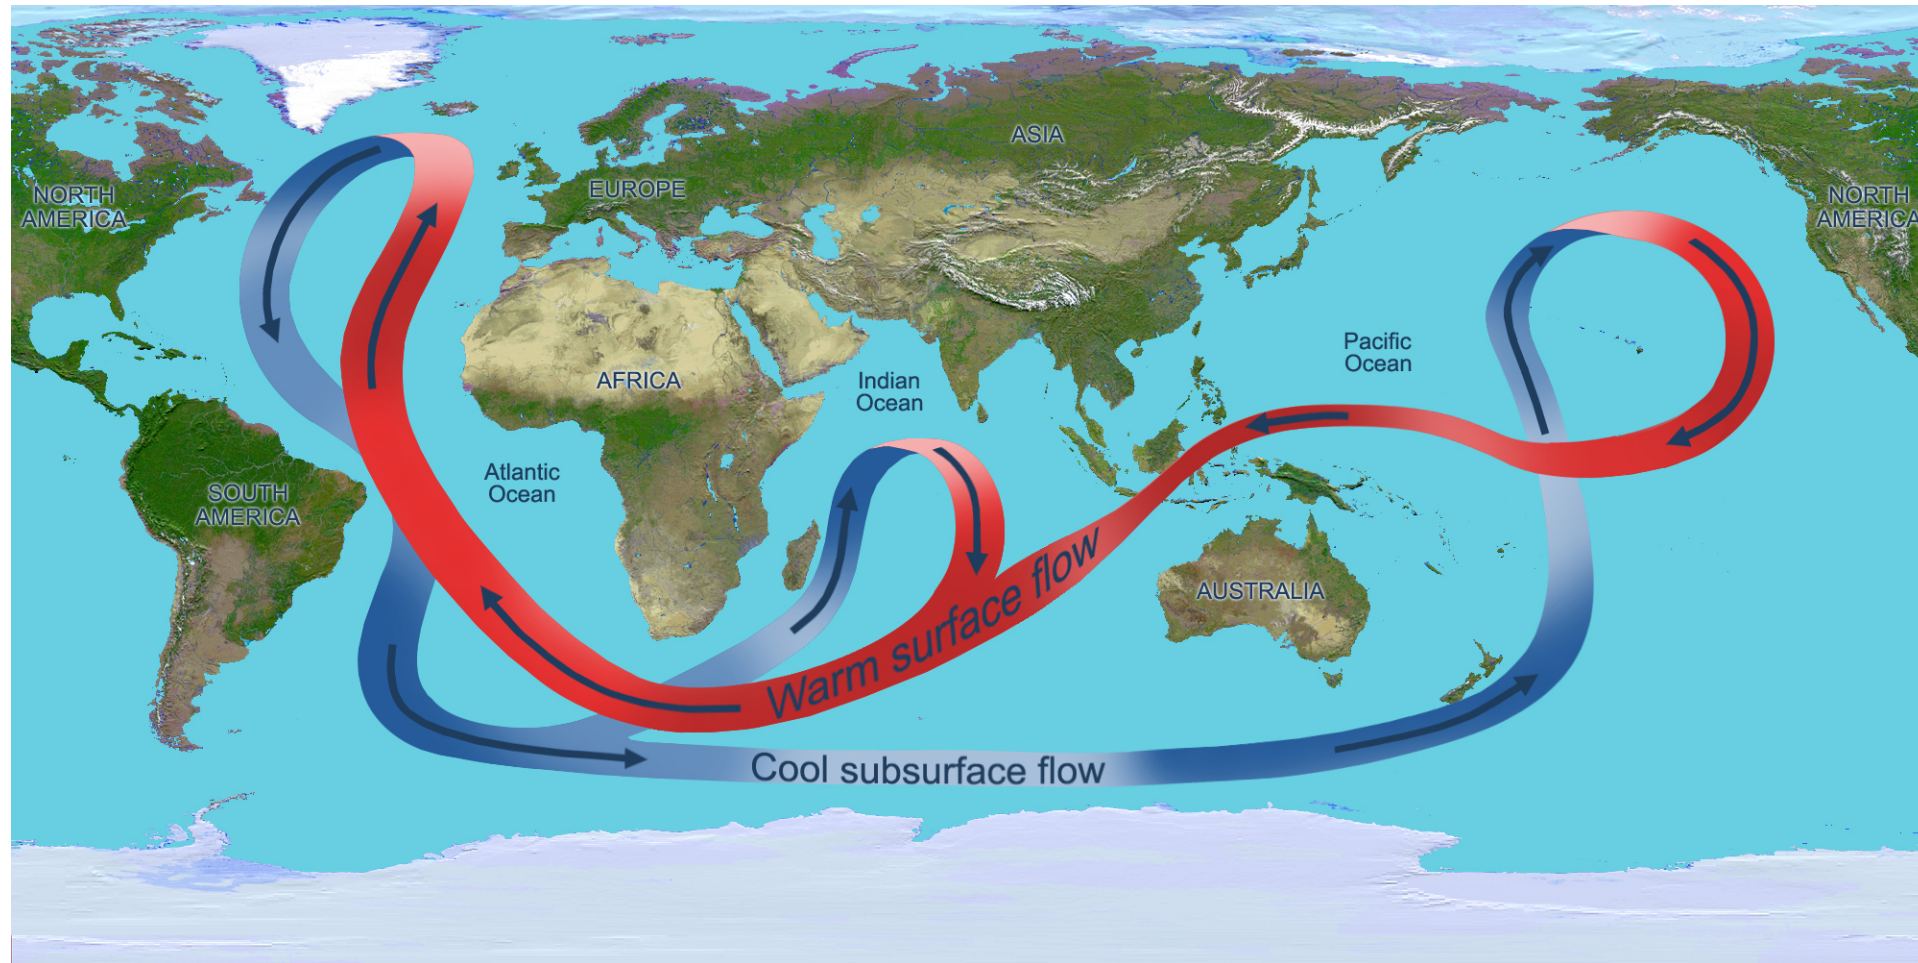 ASIA
EUROPE
NORTH
AMERICA
NORTH
AMERICA
Pacific
Ocean
AFRICA
Indian
Ocean
Atlantic
Ocean
SOUTH
AMERICA
AUSTRALIA
Warm surface flow
Cool subsurface flow